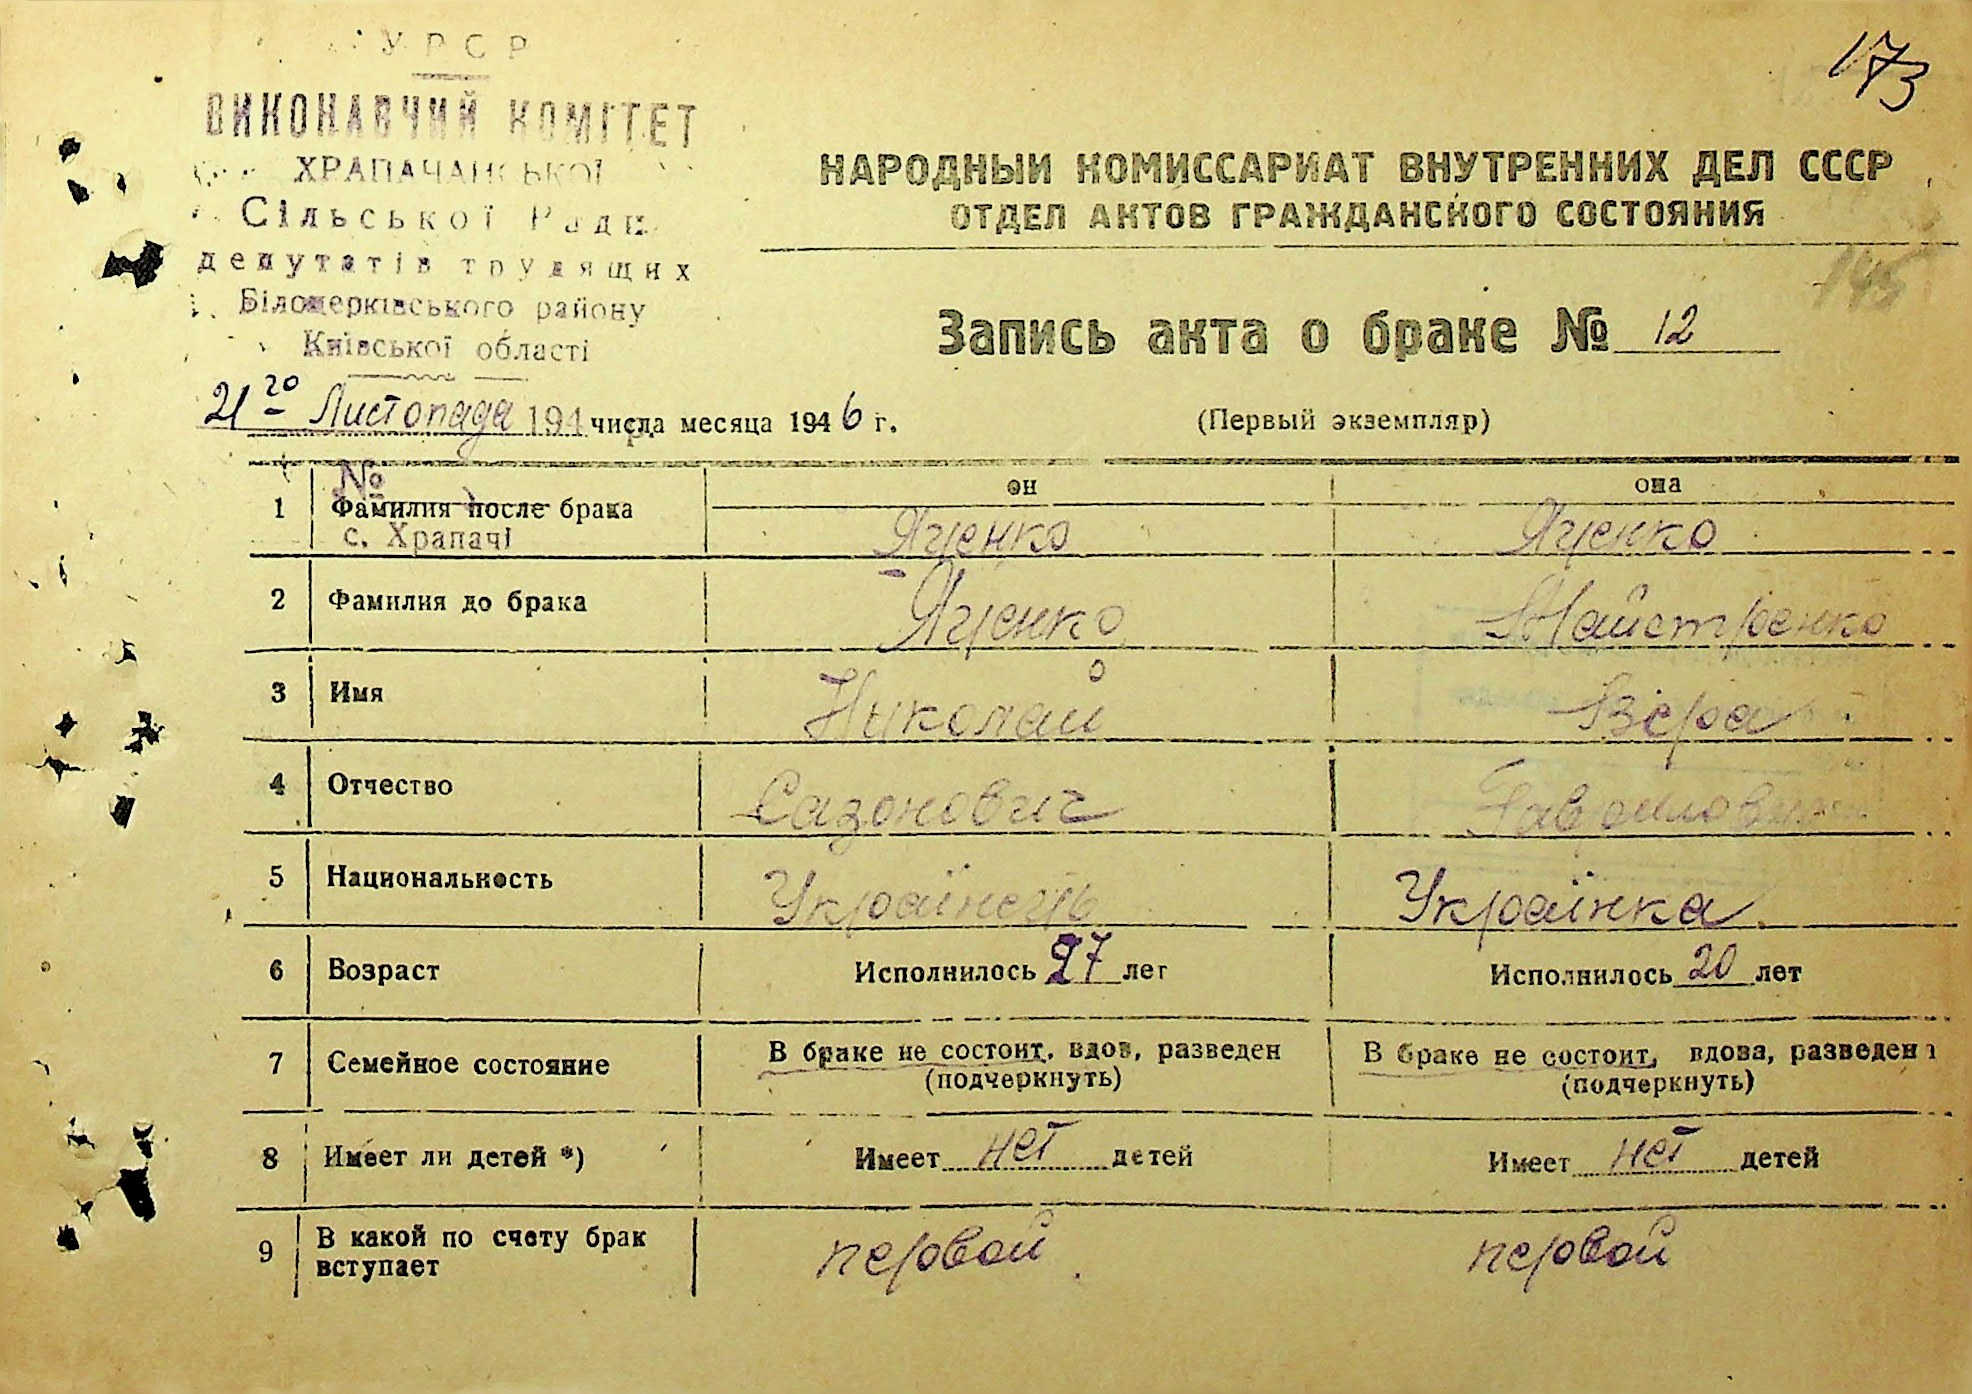 УРСР
173
ВИКОНАВЧИЙ КОМІТЕТ
ХРАПАЧАНСЬКОЇ
Сільської Ради
депутатів трудящих
Білоцерківського району
Київської області
НАРОДНЫЙ КОМИССАРИАТ ВНУТРЕННИХ ДЕЛ СССР
ОТДЕЛ АКТОВ ГРАЖДАНСКОГО СОСТОЯНИЯ
145
Запись акта о браке № 12
21го Листопада 194 числа месяца 1946 г.
(Первый экземпляр)
№
он она
1 Фамилия после брака Яценко Яценко
с. Храпачі
2 Фамилия до брака Яценко Майстренко
3 Имя Николай Вера
4 Отчество Сазонович
5 Национальность Українець Українка
6 Возраст Исполнилось 27 лет Исполнилось 20 лет
7 Семейное состояние В браке не состоит, вдов, разведен В браке не состоит, вдова, разведена
(подчеркнуть) (подчеркнуть)
8 Имеет ли детей *) Имеет нет детей Имеет нет детей
9 В какой по счету брак вступает первой первой